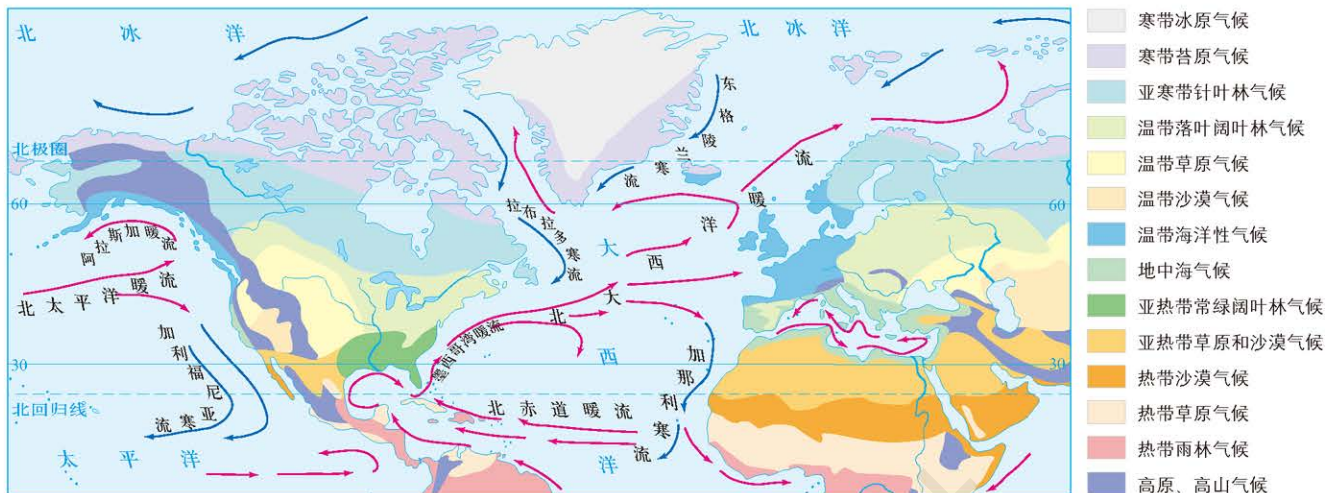 北冰洋
北冰洋
东格陵兰寒流
北极圈
60
60
拉布拉多寒流
阿拉斯加暖流
北太平洋暖流
北大西洋暖流
大西洋
墨西哥湾暖流
加利福尼亚寒流
加那利寒流
30
30
北回归线
北赤道暖流
太平洋
寒带冰原气候
寒带苔原气候
亚寒带针叶林气候
温带落叶阔叶林气候
温带草原气候
温带沙漠气候
温带海洋性气候
地中海气候
亚热带常绿阔叶林气候
亚热带草原和沙漠气候
热带沙漠气候
热带草原气候
热带雨林气候
高原、高山气候